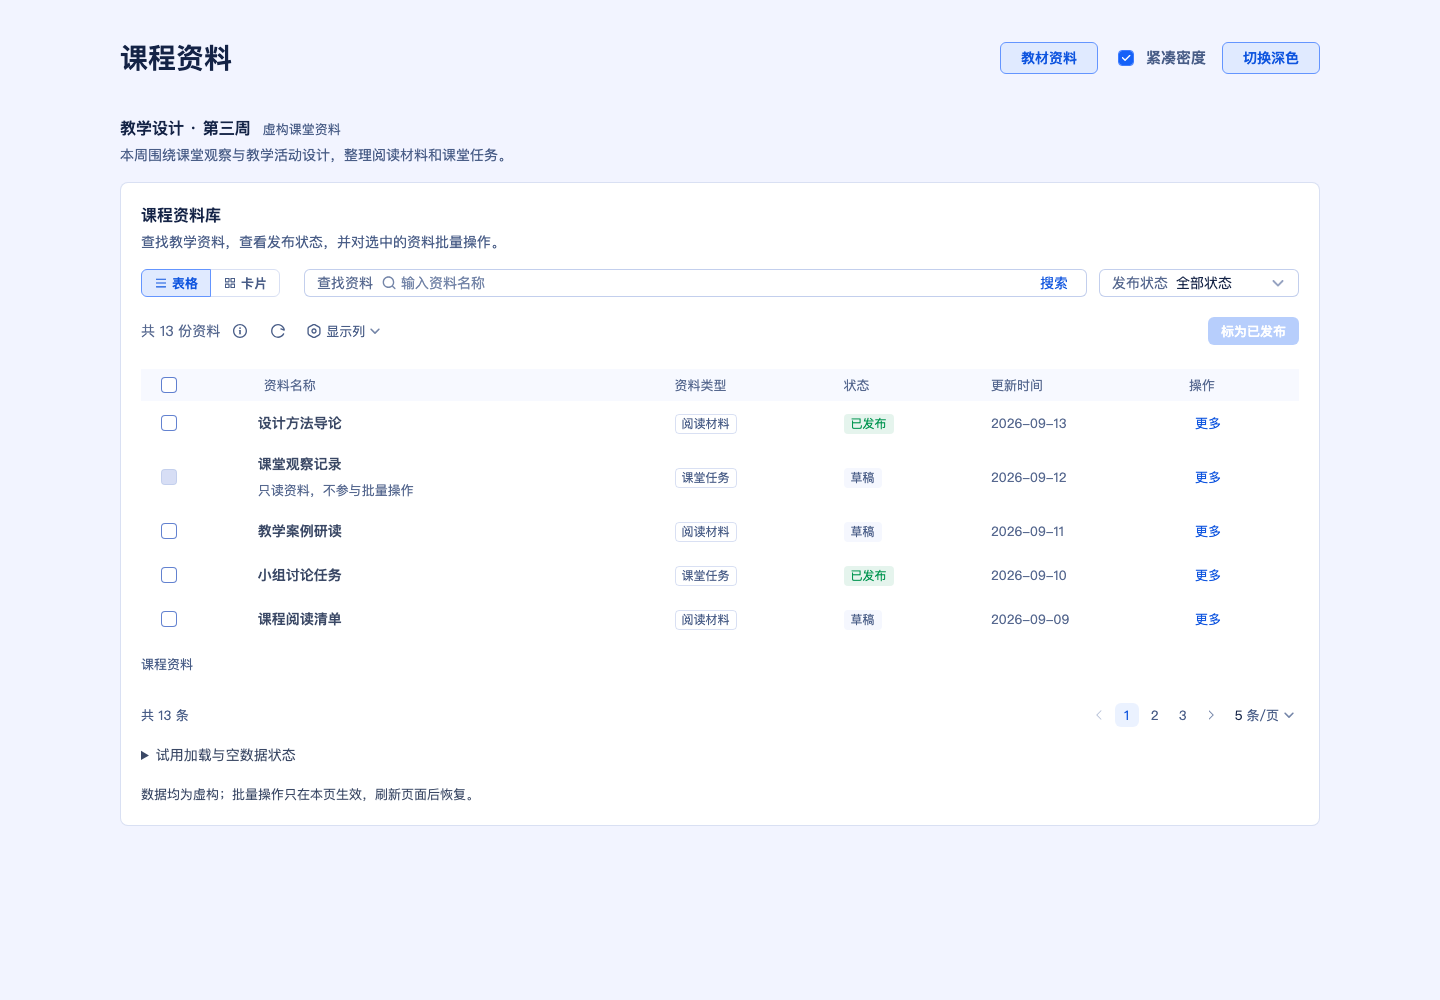 课程资料
教材资料 紧凑密度 切换深色
教学设计 · 第三周 虚构课堂资料
本周围绕课堂观察与教学活动设计，整理阅读材料和课堂任务。
课程资料库
查找教学资料，查看发布状态，并对选中的资料批量操作。
表格 卡片 查找资料 输入资料名称 搜索 发布状态 全部状态
共 13 份资料 显示列 标为已发布
资料名称 资料类型 状态 更新时间 操作
设计方法导论 阅读材料 已发布 2026-09-13 更多
课堂观察记录
只读资料，不参与批量操作 课堂任务 草稿 2026-09-12 更多
教学案例研读 阅读材料 草稿 2026-09-11 更多
小组讨论任务 课堂任务 已发布 2026-09-10 更多
课程阅读清单 阅读材料 草稿 2026-09-09 更多
课程资料
共 13 条 1 2 3 5 条/页
试用加载与空数据状态
数据均为虚构；批量操作只在本页生效，刷新页面后恢复。